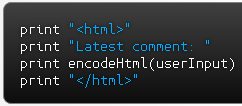 print "<html>"
print "Latest comment: "
print encodeHtml(userInput)
print "</html>"